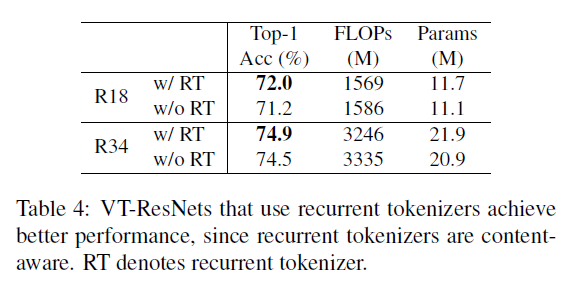 Top-1 FLOPs Params
Acc (%) (M) (M)
R18 w/ RT 72.0 1569 11.7
w/o RT 71.2 1586 11.1
R34 w/ RT 74.9 3246 21.9
w/o RT 74.5 3335 20.9
Table 4: VT-ResNets that use recurrent tokenizers achieve
better performance, since recurrent tokenizers are content-
aware. RT denotes recurrent tokenizer.